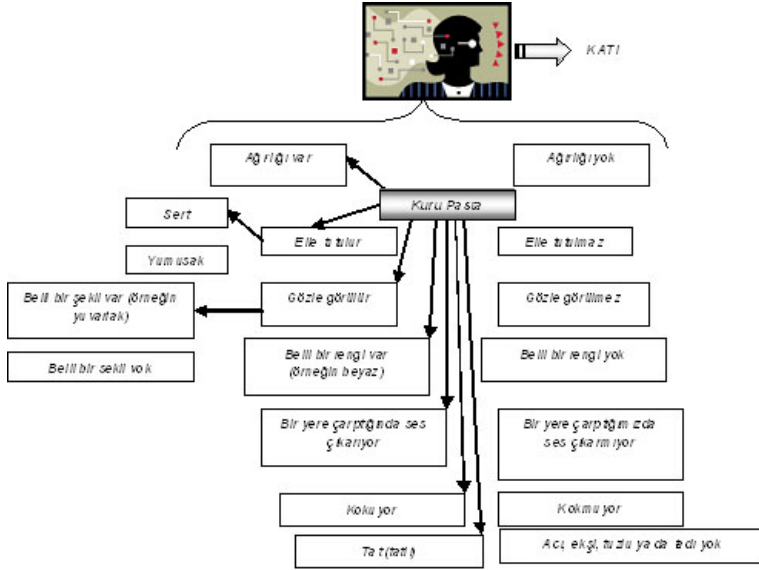 KATI
Ağırlığı var
Ağırlığı yok
Kuru Pasta
Sert
Elle tutulur
Elle tutulmaz
Yumusak
Belli bir şekli var (örneğin
yuvarlak)
Gözle görülür
Gözle görülmez
Belli bir rengi var
(örneğin beyaz)
Belli bir rengi yok
Belli bir sekli yok
Bir yere çarptığında ses
çıkarıyor
Bir yere çarptığımızda
ses çıkarmıyor
Kokuyor
Kokmuyor
Tat (tatlı)
Acı, ekşi, tuzlu ya da tadı yok